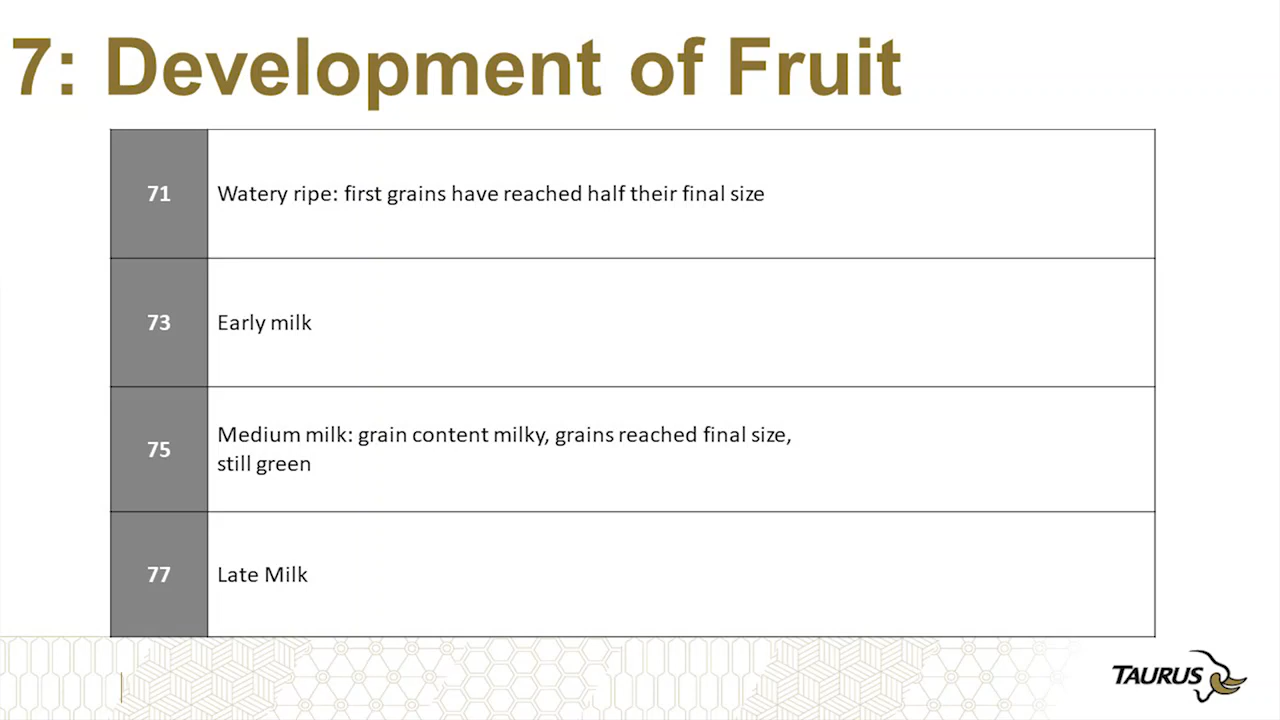 7: Development of Fruit
71
Watery ripe: first grains have reached half their final size
73
Early milk
75
Medium milk: grain content milky, grains reached final size,
still green
77
Late Milk
TAURUS